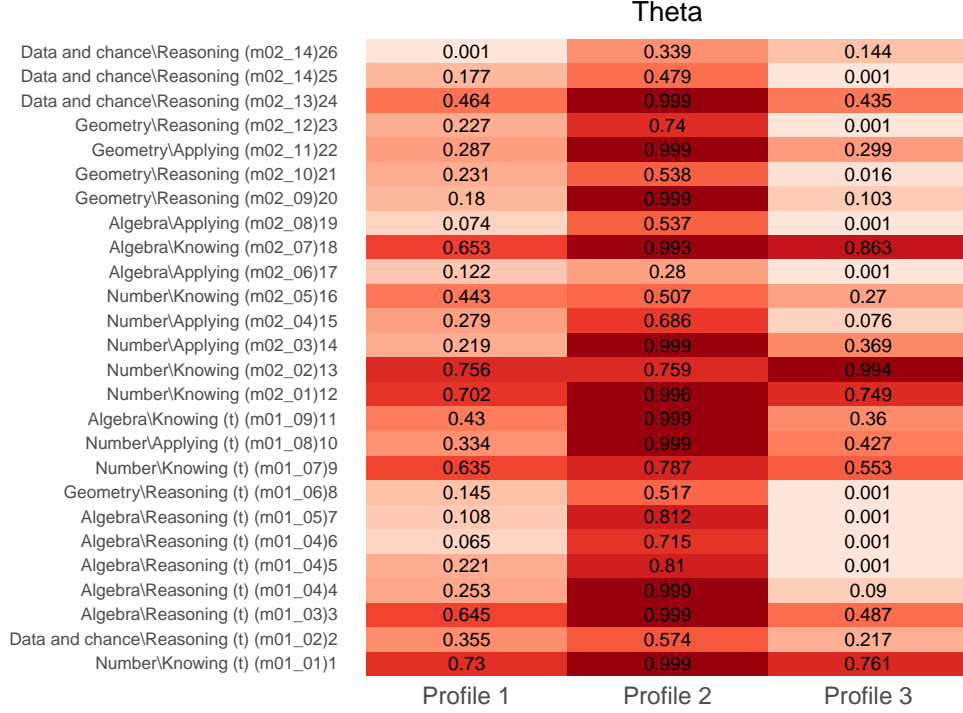 Theta
Data and chance\Reasoning (m02_14)26 0.001 0.339 0.144
Data and chance\Reasoning (m02_14)25 0.177 0.479 0.001
Data and chance\Reasoning (m02_13)24 0.464 0.999 0.435
Geometry\Reasoning (m02_12)23 0.227 0.74 0.001
Geometry\Applying (m02_11)22 0.287 0.999 0.299
Geometry\Reasoning (m02_10)21 0.231 0.538 0.016
Geometry\Reasoning (m02_09)20 0.18 0.999 0.103
Algebra\Applying (m02_08)19 0.074 0.537 0.001
Algebra\Knowing (m02_07)18 0.653 0.993 0.863
Algebra\Applying (m02_06)17 0.122 0.28 0.001
Number\Knowing (m02_05)16 0.443 0.507 0.27
Number\Applying (m02_04)15 0.279 0.686 0.076
Number\Applying (m02_03)14 0.219 0.999 0.369
Number\Knowing (m02_02)13 0.756 0.759 0.994
Number\Knowing (m02_01)12 0.702 0.996 0.749
Algebra\Knowing (t) (m01_09)11 0.43 0.999 0.36
Number\Applying (t) (m01_08)10 0.334 0.999 0.427
Number\Knowing (t) (m01_07)9 0.635 0.787 0.553
Geometry\Reasoning (t) (m01_06)8 0.145 0.517 0.001
Algebra\Reasoning (t) (m01_05)7 0.108 0.812 0.001
Algebra\Reasoning (t) (m01_04)6 0.065 0.715 0.001
Algebra\Reasoning (t) (m01_04)5 0.221 0.81 0.001
Algebra\Reasoning (t) (m01_04)4 0.253 0.999 0.09
Algebra\Reasoning (t) (m01_03)3 0.645 0.999 0.487
Data and chance\Reasoning (t) (m01_02)2 0.355 0.574 0.217
Number\Knowing (t) (m01_01)1 0.73 0.999 0.761
Profile 1 Profile 2 Profile 3